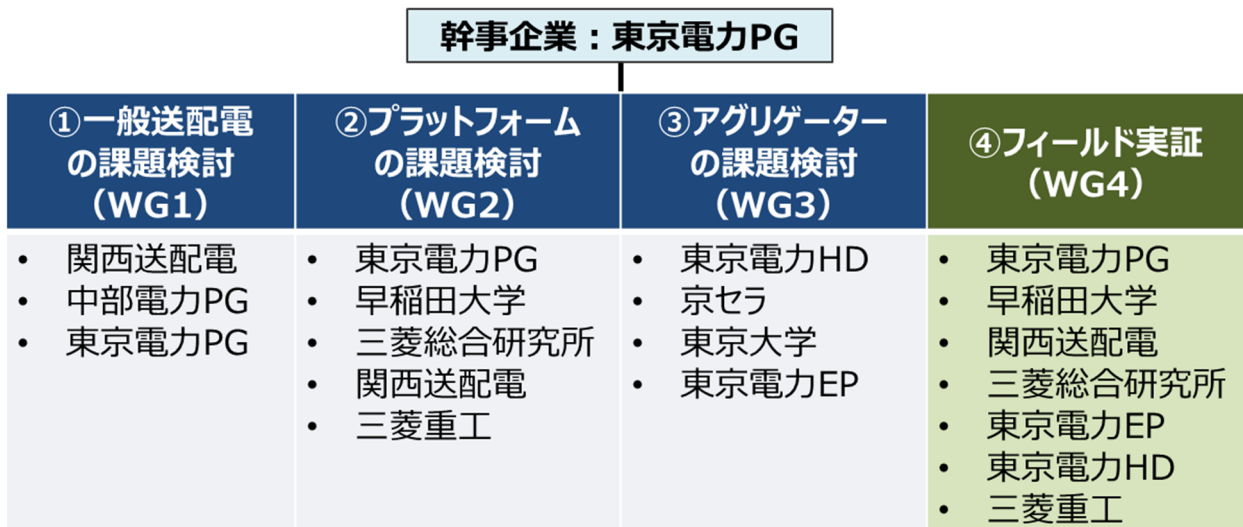 幹事企業：東京電力PG
①一般送配電
の課題検討
（WG1）
②プラットフォーム
の課題検討
（WG2）
③アグリゲーター
の課題検討
（WG3）
④フィールド実証
（WG4）
• 関西送配電
• 中部電力PG
• 東京電力PG
• 東京電力PG
• 早稲田大学
• 三菱総合研究所
• 関西送配電
• 三菱重工
• 東京電力HD
• 京セラ
• 東京大学
• 東京電力EP
• 東京電力PG
• 早稲田大学
• 関西送配電
• 三菱総合研究所
• 東京電力EP
• 東京電力HD
• 三菱重工